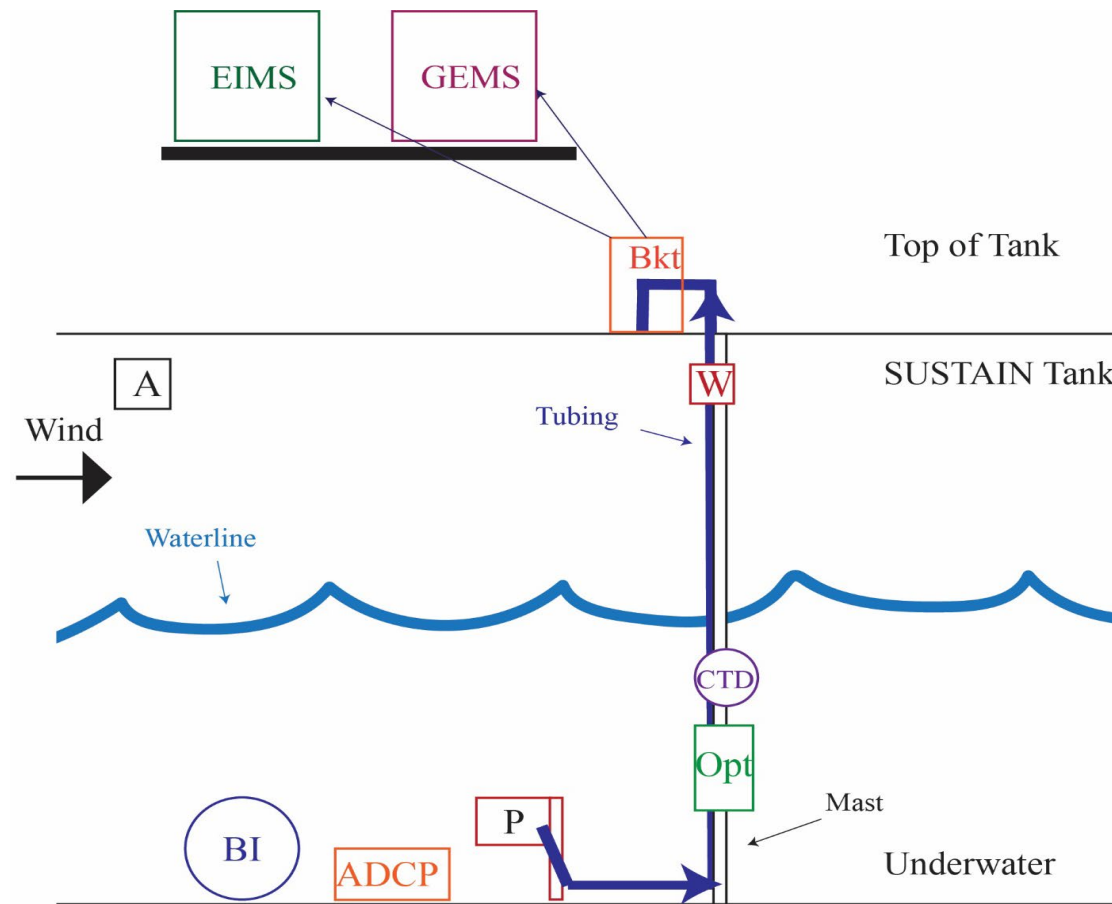 EIMS
GEMS
Bkt
Top of Tank
A
W
SUSTAIN Tank
Tubing
Wind
Waterline
CTD
Opt
Mast
P
BI
ADCP
Underwater